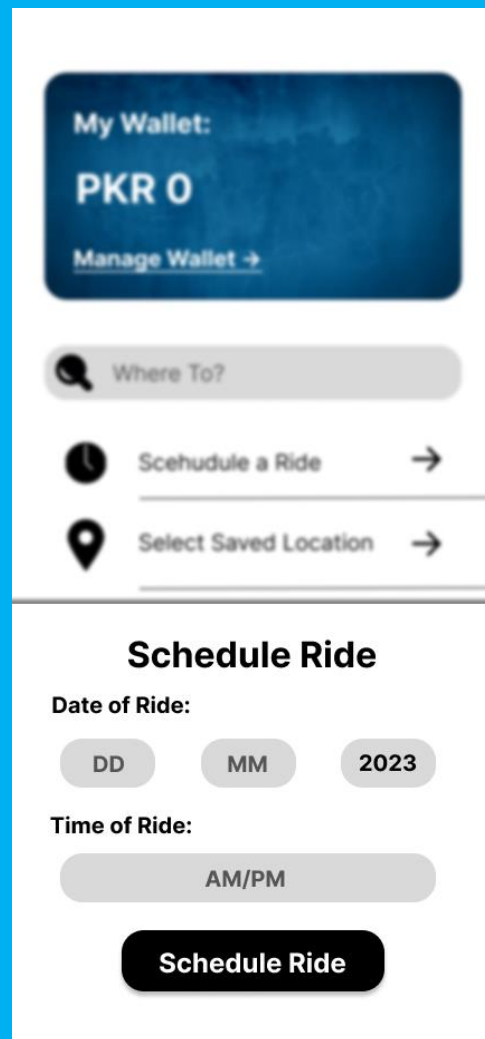 My Wallet:
PKR 0
Manage Wallet →
Where To?
Scehudule a Ride →
Select Saved Location →
Schedule Ride
Date of Ride:
DD MM 2023
Time of Ride:
AM/PM
Schedule Ride